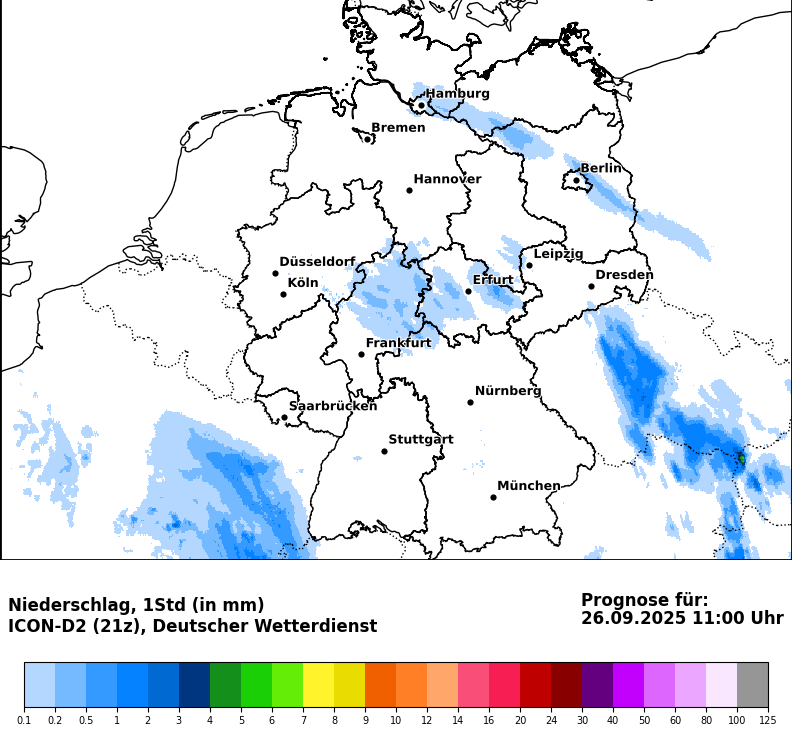 Hamburg
Bremen
Berlin
Hannover
Leipzig
Düsseldorf
Dresden
Köln
Erfurt
Frankfurt
Nürnberg
Saarbrücken
Stuttgart
München
Niederschlag, 1Std (in mm)
ICON-D2 (21z), Deutscher Wetterdienst
Prognose für:
26.09.2025 11:00 Uhr
0.1 0.2 0.5 1 2 3 4 5 6 7 8 9 10 12 14 16 20 24 30 40 50 60 80 100 125